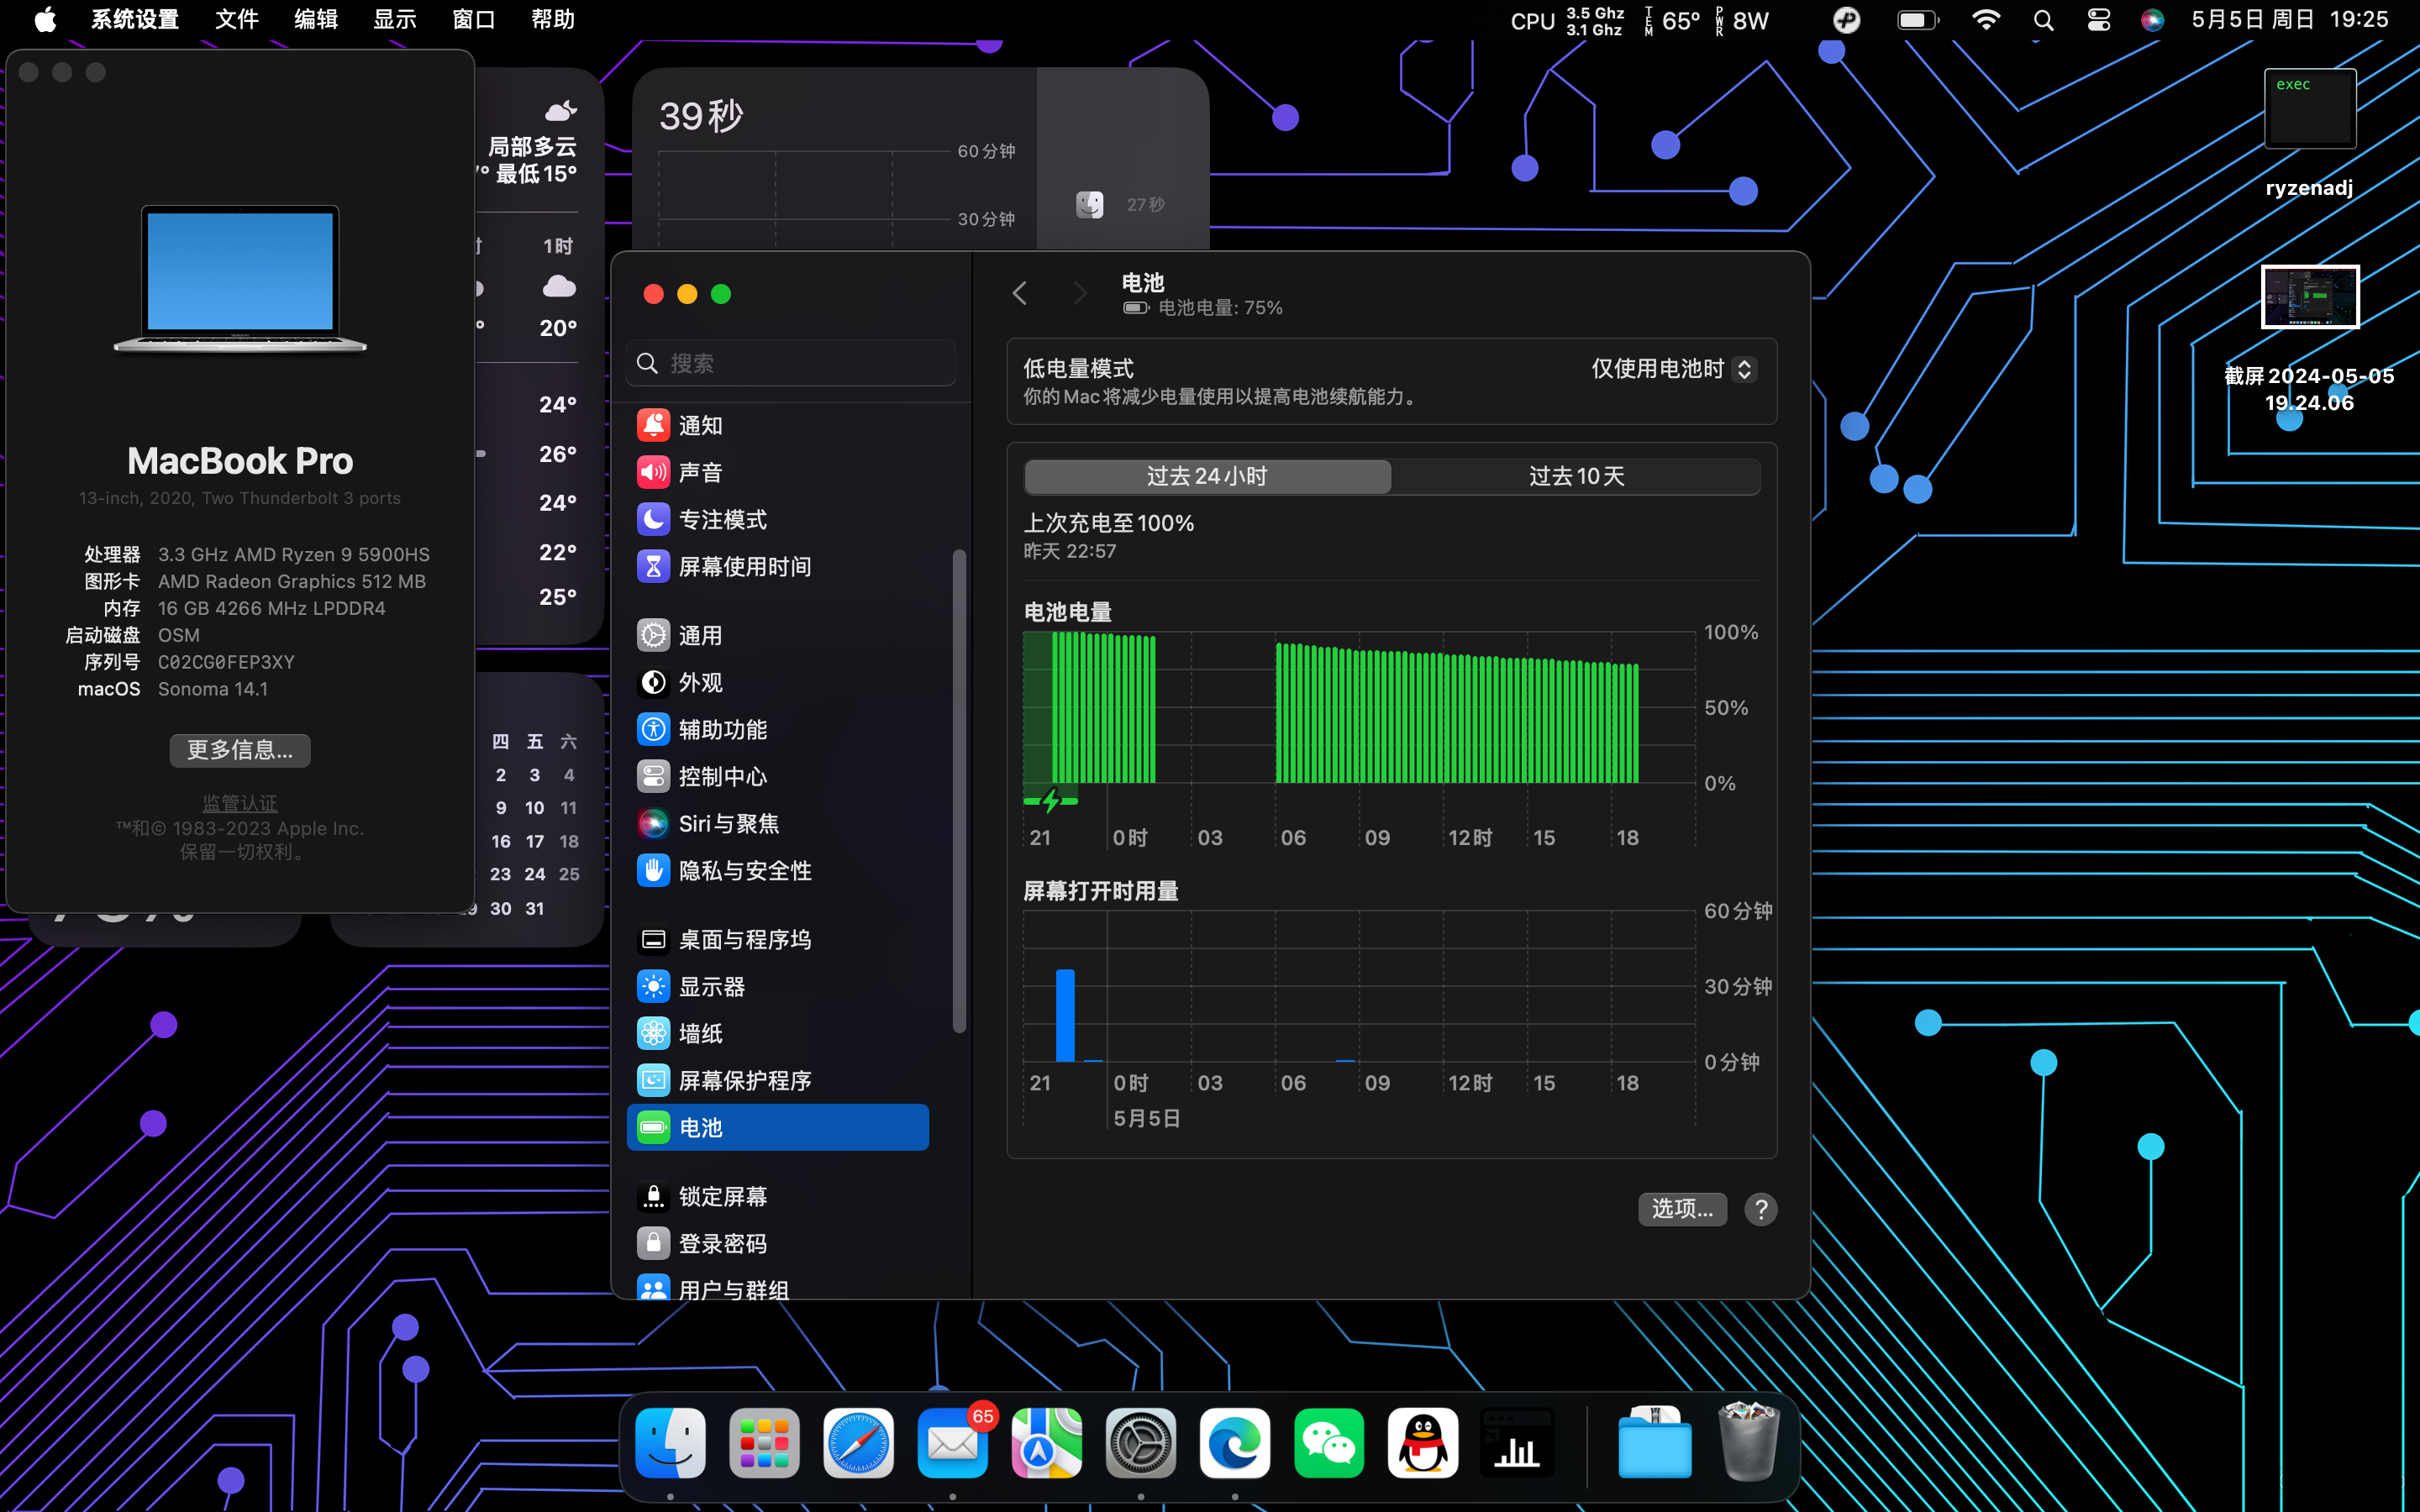 系统设置 文件 编辑 显示 窗口 帮助
CPU 3.5 Ghz 3.1 Ghz TEM 65° PWR 8W 5月5日 周日 19:25
MacBook Pro
13-inch, 2020, Two Thunderbolt 3 ports
处理器 3.3 GHz AMD Ryzen 9 5900HS
图形卡 AMD Radeon Graphics 512 MB
内存 16 GB 4266 MHz LPDDR4
启动磁盘 OSM
序列号 C02CG0FEP3XY
macOS Sonoma 14.1
更多信息...
监管认证
™和© 1983-2023 Apple Inc.
保留一切权利。
局部多云
最低15°
1时
20°
24°
26°
24°
22°
25°
四 五 六
2 3 4
9 10 11
16 17 18
23 24 25
29 30 31
39秒
60分钟
30分钟
27秒
搜索
通知
声音
专注模式
屏幕使用时间
通用
外观
辅助功能
控制中心
Siri与聚焦
隐私与安全性
桌面与程序坞
显示器
墙纸
屏幕保护程序
电池
锁定屏幕
登录密码
用户与群组
电池
电池电量: 75%
低电量模式 仅使用电池时
你的Mac将减少电量使用以提高电池续航能力。
过去24小时 过去10天
上次充电至100%
昨天 22:57
电池电量
100%
50%
0%
21 0时 03 06 09 12时 15 18
屏幕打开时用量
60分钟
30分钟
0分钟
21 0时 03 06 09 12时 15 18
5月5日
选项... ?
exec
ryzenadj
截屏2024-05-05
19.24.06
65